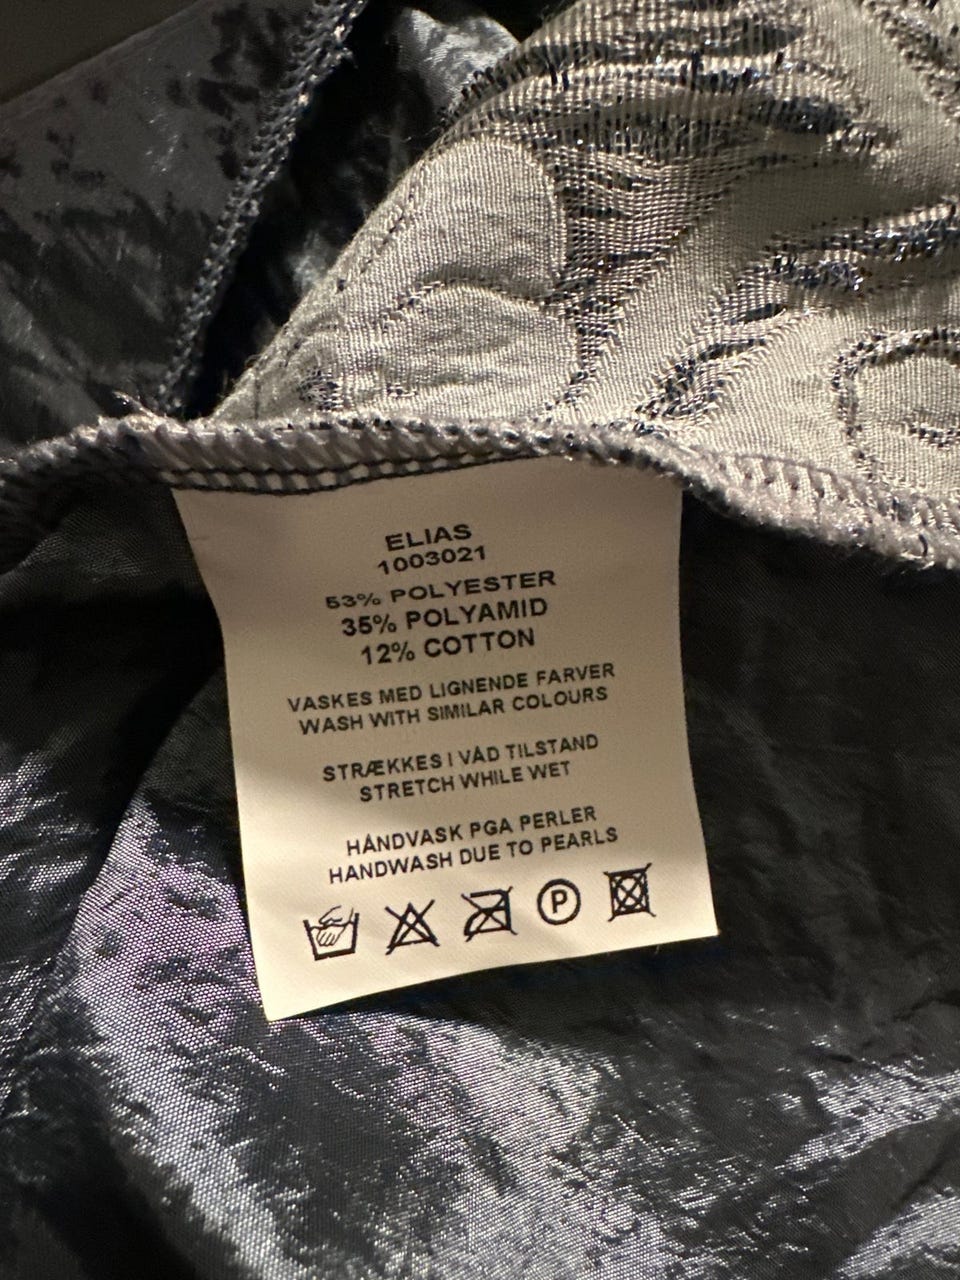 ELIAS
1003021
53% POLYESTER
35% POLYAMID
12% COTTON
VASKES MED LIGNENDE FARVER
WASH WITH SIMILAR COLOURS
STRÆKKES I VÅD TILSTAND
STRETCH WHILE WET
HÅNDVASK PGA PERLER
HANDWASH DUE TO PEARLS
P